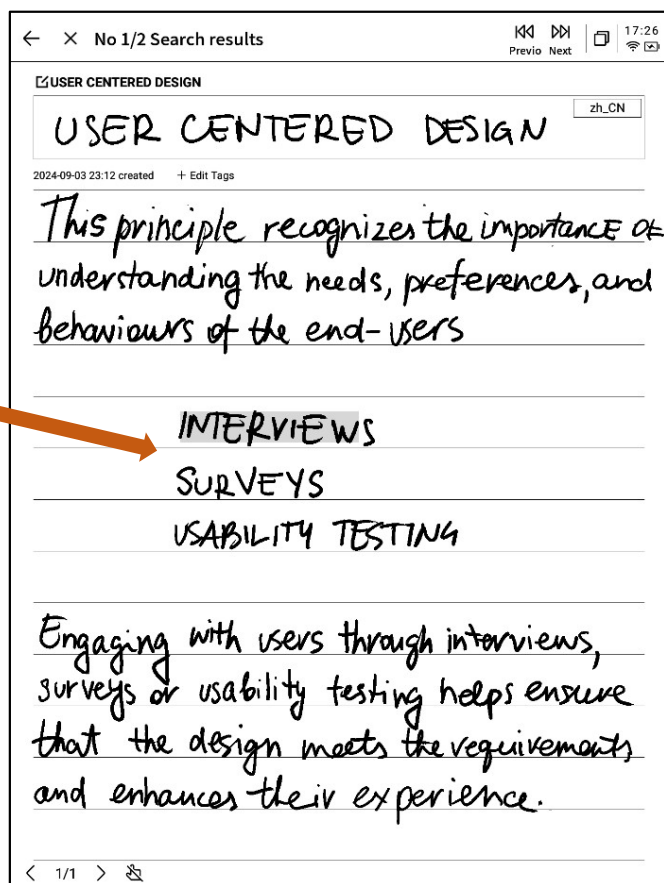 No 1/2 Search results
Previo Next
17:26
USER CENTERED DESIGN
USER CENTERED DESIGN
zh_CN
2024-09-03 23:12 created + Edit Tags
This principle recognizes the importance of
understanding the needs, preferences, and
behaviours of the end-users
INTERVIEWS
SURVEYS
USABILITY TESTING
Engaging with users through interviews,
surveys or usability testing helps ensure
that the design meets the requirements
and enhances their experience.
1/1